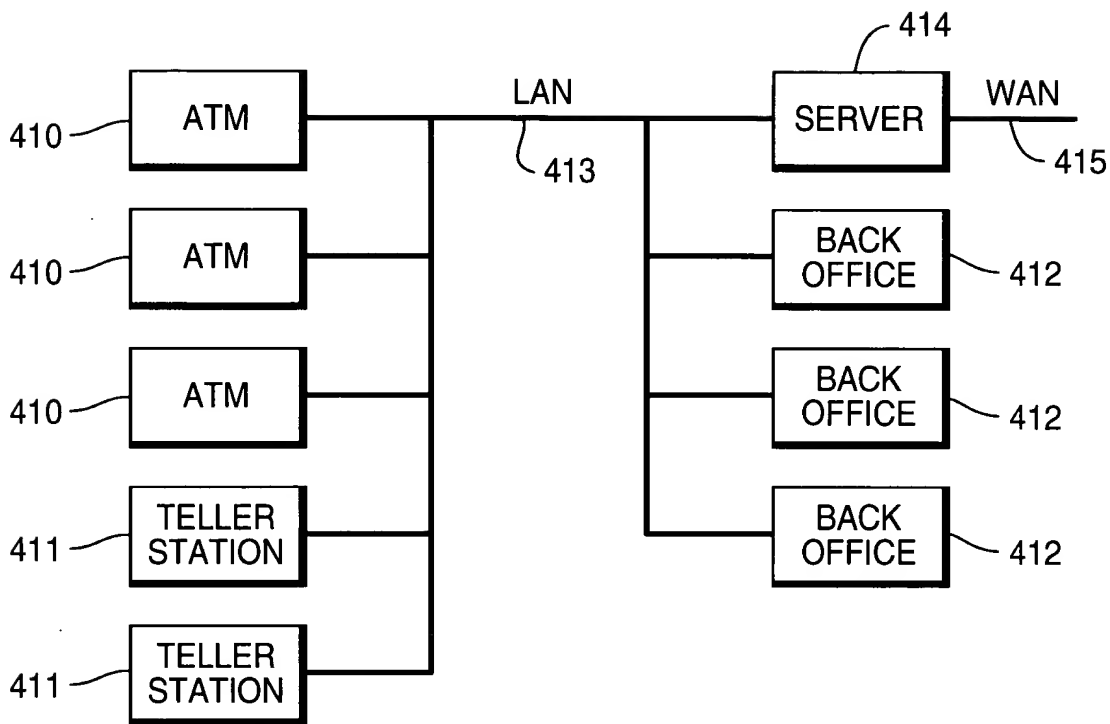 414
410
ATM
LAN
413
SERVER
WAN
415
410
ATM
BACK
OFFICE
412
410
ATM
BACK
OFFICE
412
411
TELLER
STATION
BACK
OFFICE
412
411
TELLER
STATION